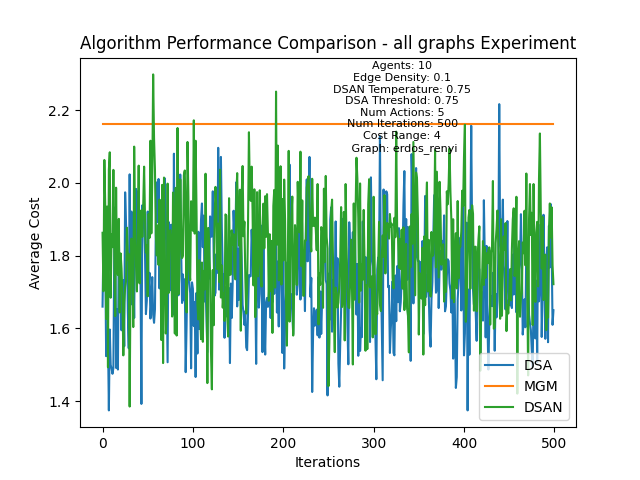 Algorithm Performance Comparison - all graphs Experiment
Agents: 10
Edge Density: 0.1
DSAN Temperature: 0.75
DSA Threshold: 0.75
Num Actions: 5
Num Iterations: 500
Cost Range: 4
Graph: erdos_renyi
Average Cost
2.2
2.0
1.8
1.6
1.4
0
100
200
300
400
500
Iterations
DSA
MGM
DSAN